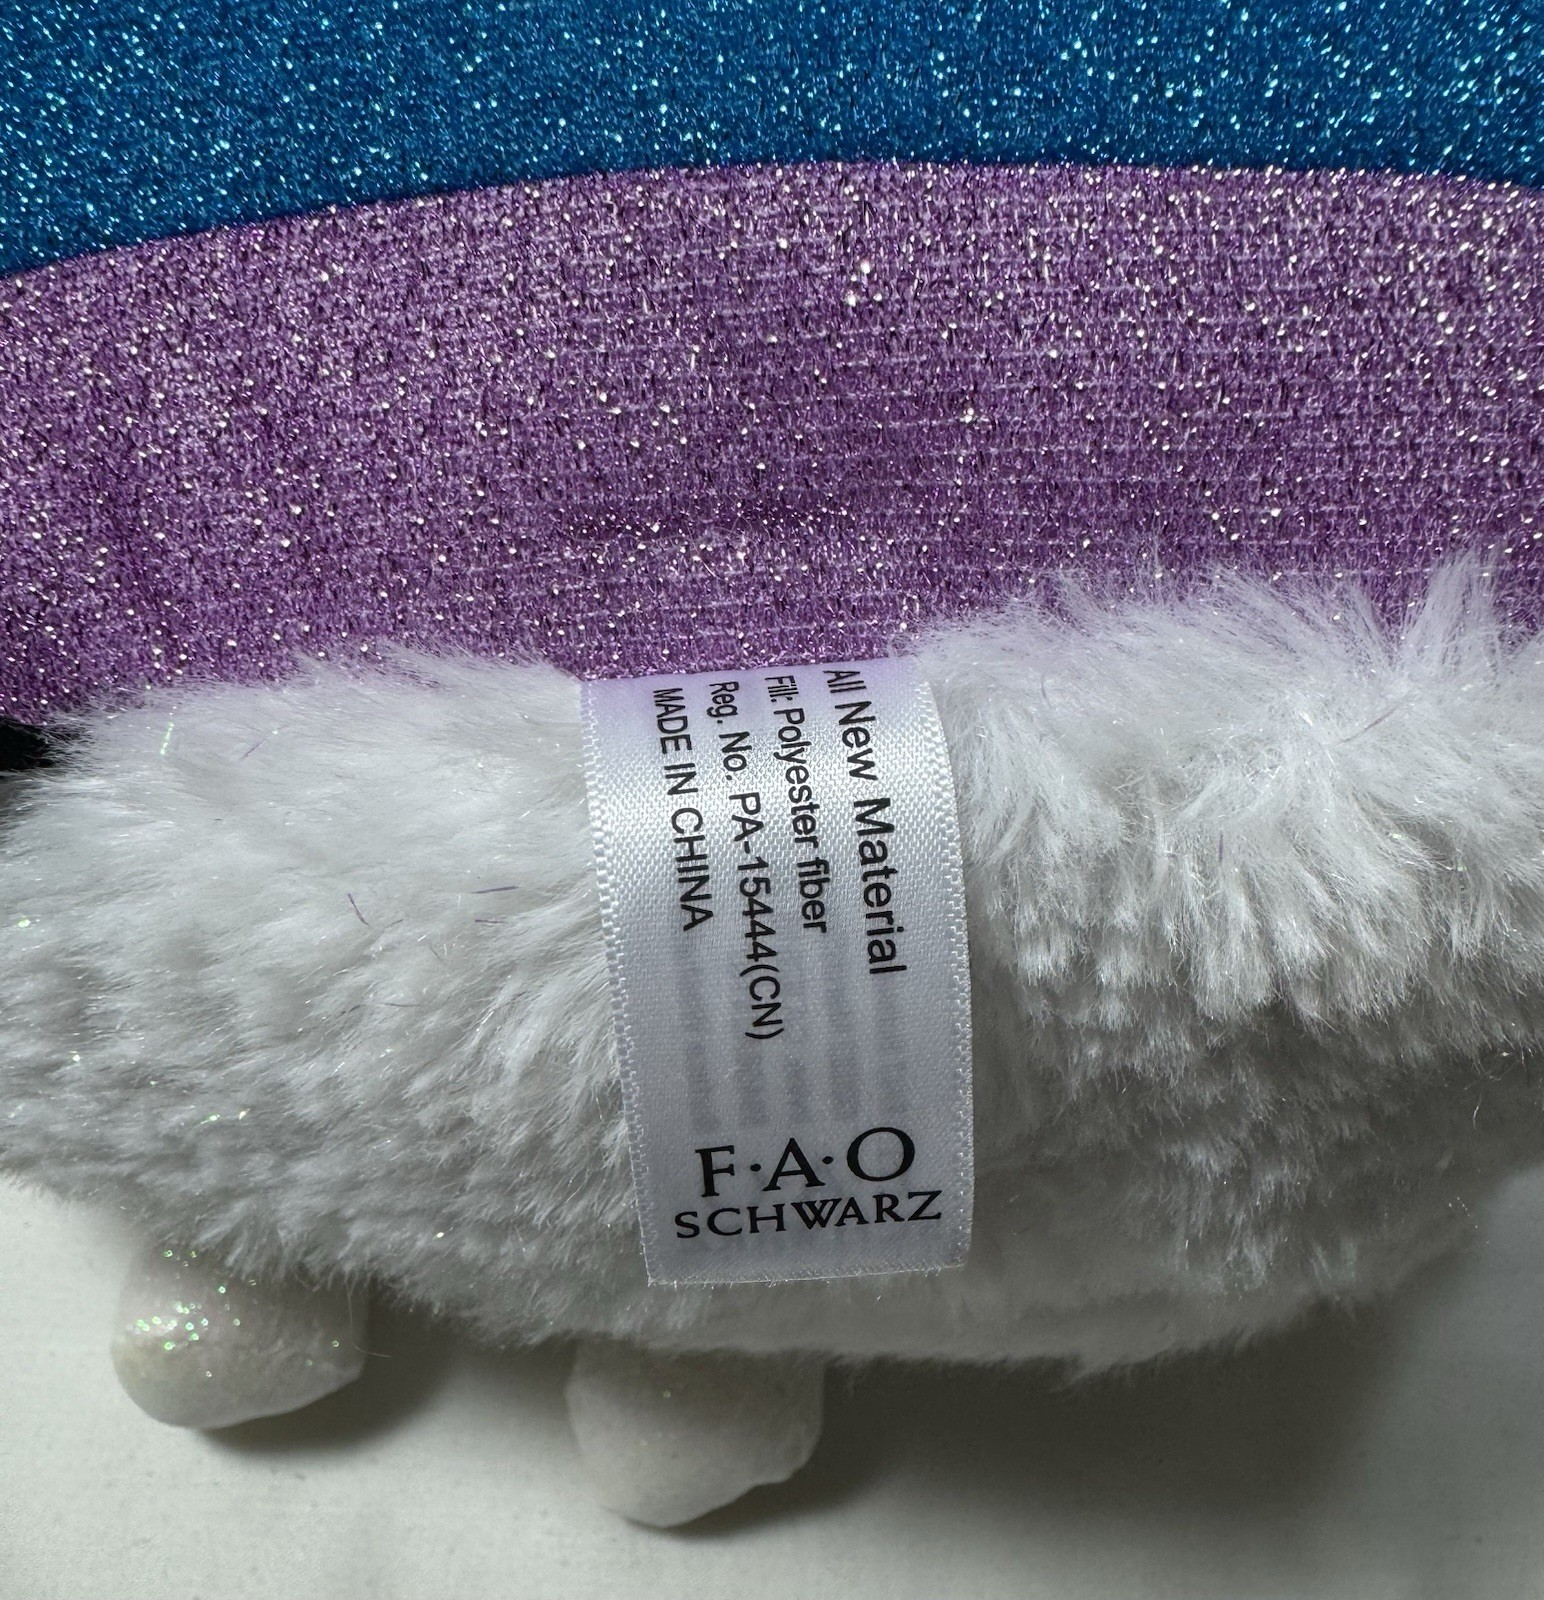 All New Material
Fill: Polyester fiber
Reg. No. PA-15444(CN)
MADE IN CHINA
F·A·O
SCHWARZ